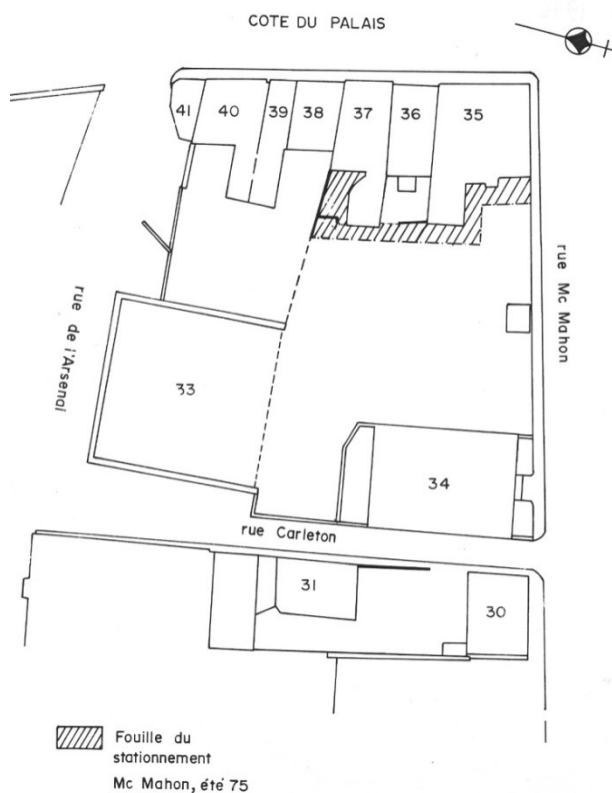 COTE DU PALAIS
41
40
39
38
37
36
35
rue Mc Mahon
rue de l'Arsenal
33
34
rue Carleton
31
30
Fouille du
stationnement
Mc Mahon, été 75